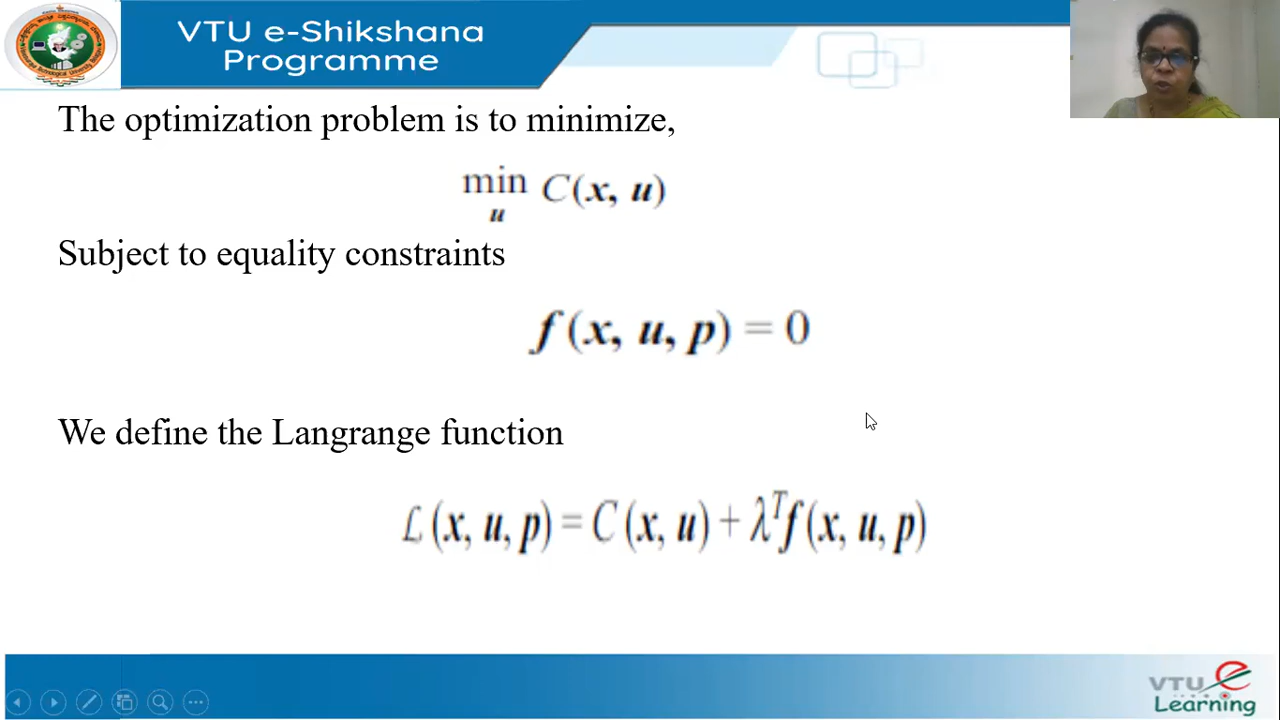 VTU e-Shikshana
Programme
The optimization problem is to minimize,
min C(x, u)
u
Subject to equality constraints
f (x, u, p) = 0
We define the Langrange function
ℒ (x, u, p) = C (x, u) + λᵀf (x, u, p)
VTU e
Learning